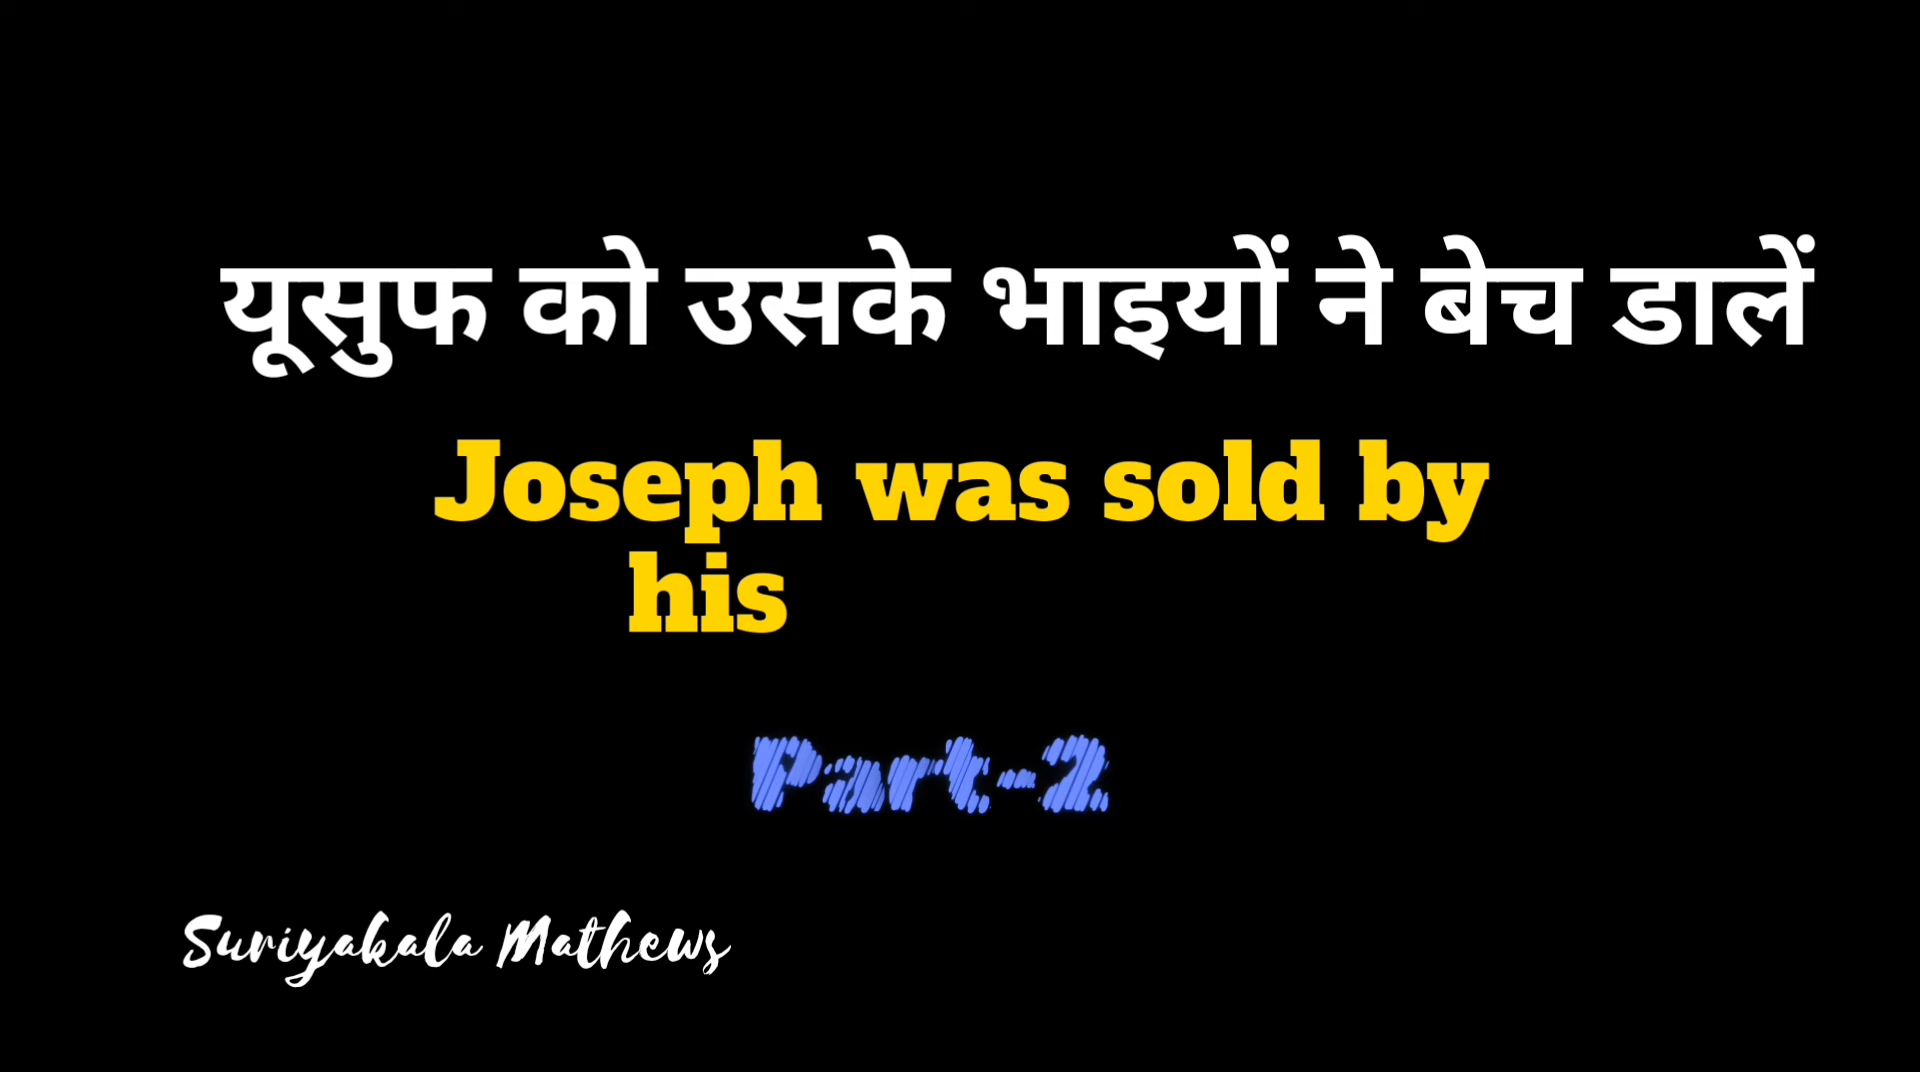 यूसुफ को उसके भाइयों ने बेच डालें
Joseph was sold by
his
Part-2
Suriyakala Mathews